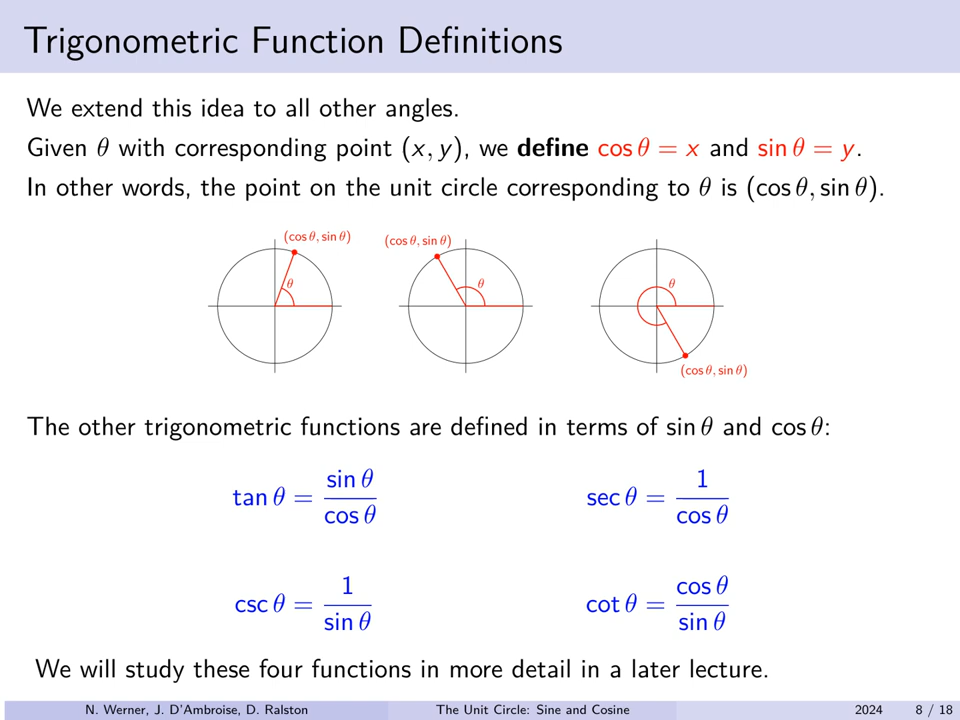 Trigonometric Function Definitions
We extend this idea to all other angles.
Given θ with corresponding point (x, y), we define cos θ = x and sin θ = y.
In other words, the point on the unit circle corresponding to θ is (cos θ, sin θ).
(cos θ, sin θ)
θ
(cos θ, sin θ)
θ
θ
(cos θ, sin θ)
The other trigonometric functions are defined in terms of sin θ and cos θ:
tan θ = sin θ / cos θ
sec θ = 1 / cos θ
csc θ = 1 / sin θ
cot θ = cos θ / sin θ
We will study these four functions in more detail in a later lecture.
N. Werner, J. D'Ambroise, D. Ralston
The Unit Circle: Sine and Cosine
2024
8 / 18